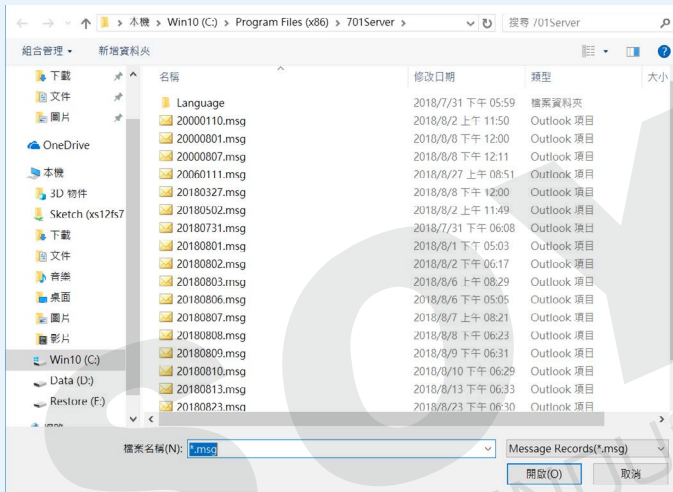 本機 › Win10 (C:) › Program Files (x86) › 701Server ›
搜尋 701Server
組合管理 新增資料夾
名稱 修改日期 類型 大小
下載
文件
圖片
OneDrive
本機
3D 物件
Sketch (xs12fs7
下載
文件
音樂
桌面
圖片
影片
Win10 (C:)
Data (D:)
Restore (E:)
Language 2018/7/31 下午 05:59 檔案資料夾
20000110.msg 2018/8/2 上午 11:50 Outlook 項目
20000801.msg 2018/8/8 下午 12:00 Outlook 項目
20000807.msg 2018/8/8 下午 12:11 Outlook 項目
20060111.msg 2018/8/27 上午 08:51 Outlook 項目
20180327.msg 2018/8/8 下午 12:00 Outlook 項目
20180502.msg 2018/8/2 上午 11:49 Outlook 項目
20180731.msg 2018/7/31 下午 06:08 Outlook 項目
20180801.msg 2018/8/1 下午 05:03 Outlook 項目
20180802.msg 2018/8/2 下午 06:17 Outlook 項目
20180803.msg 2018/8/6 上午 08:29 Outlook 項目
20180806.msg 2018/8/6 下午 05:05 Outlook 項目
20180807.msg 2018/8/7 上午 08:21 Outlook 項目
20180808.msg 2018/8/8 下午 06:23 Outlook 項目
20180809.msg 2018/8/9 下午 06:31 Outlook 項目
20180810.msg 2018/8/10 下午 06:29 Outlook 項目
20180813.msg 2018/8/13 下午 06:33 Outlook 項目
20180823.msg 2018/8/23 下午 06:30 Outlook 項目
檔案名稱(N): *.msg Message Records(*.msg)
開啟(O) 取消